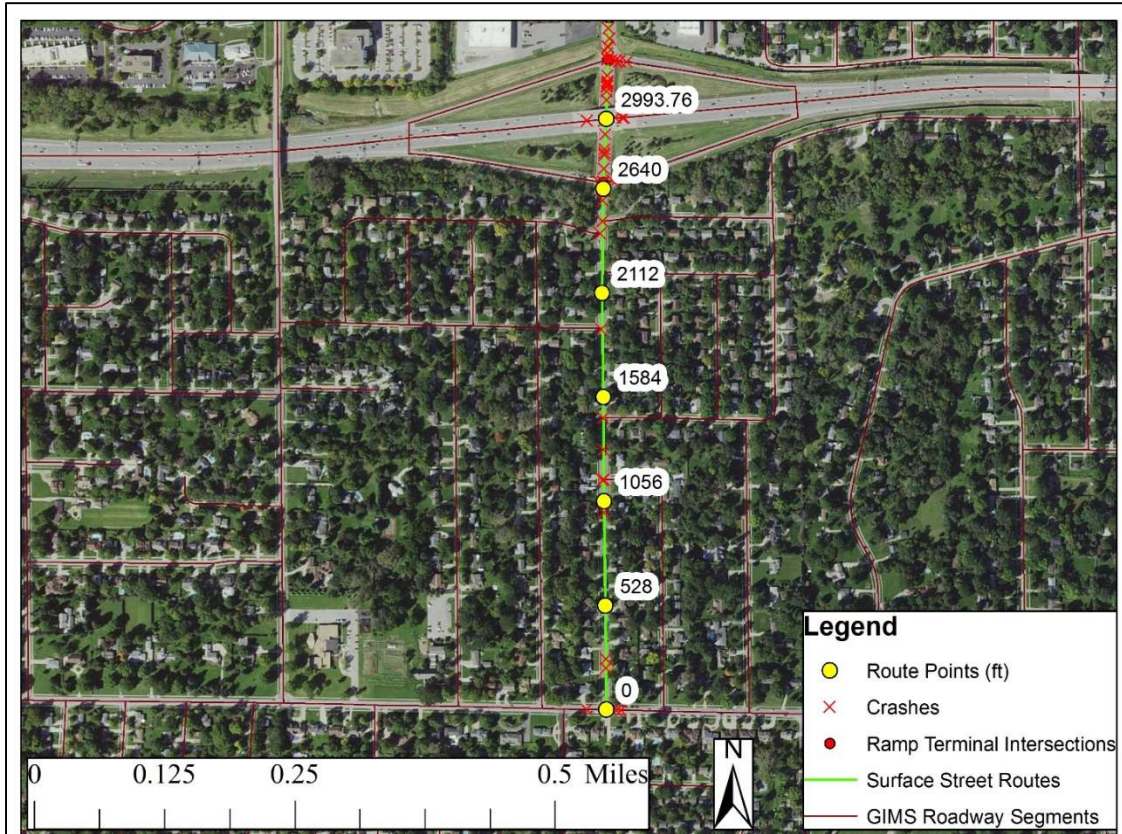 2993.76
2640
2112
1584
1056
528
0
Legend
Route Points (ft)
Crashes
Ramp Terminal Intersections
Surface Street Routes
GIMS Roadway Segments
N
0 0.125 0.25 0.5 Miles